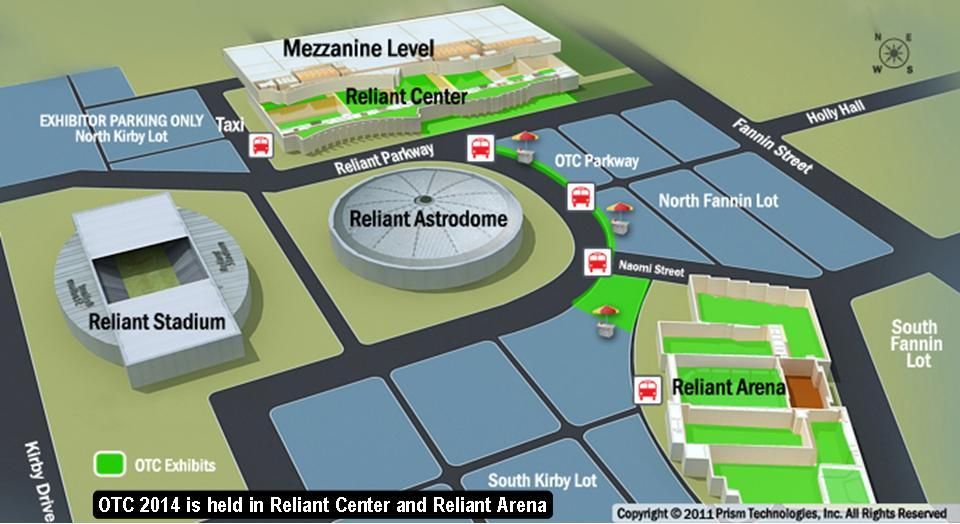 Mezzanine Level
Reliant Center
N E
W S
EXHIBITOR PARKING ONLY
North Kirby Lot
Taxi
Reliant Parkway
OTC Parkway
Fannin Street
Holly Hall
North Fannin Lot
Reliant Astrodome
Naomi Street
Reliant Stadium
South
Fannin
Lot
Reliant Arena
Kirby Drive
OTC Exhibits
South Kirby Lot
OTC 2014 is held in Reliant Center and Reliant Arena
Copyright © 2011 Prism Technologies, Inc. All Rights Reserved